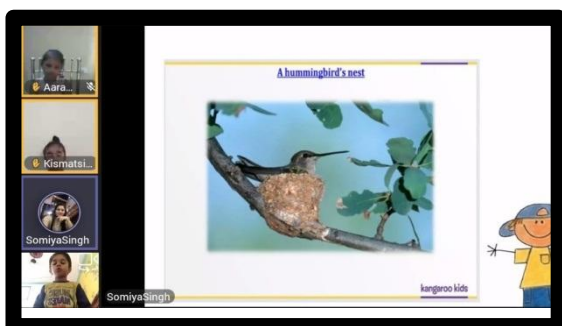 A hummingbird's nest
Aara...
Kismatsi...
SomiyaSingh
SomiyaSingh
kangaroo kids